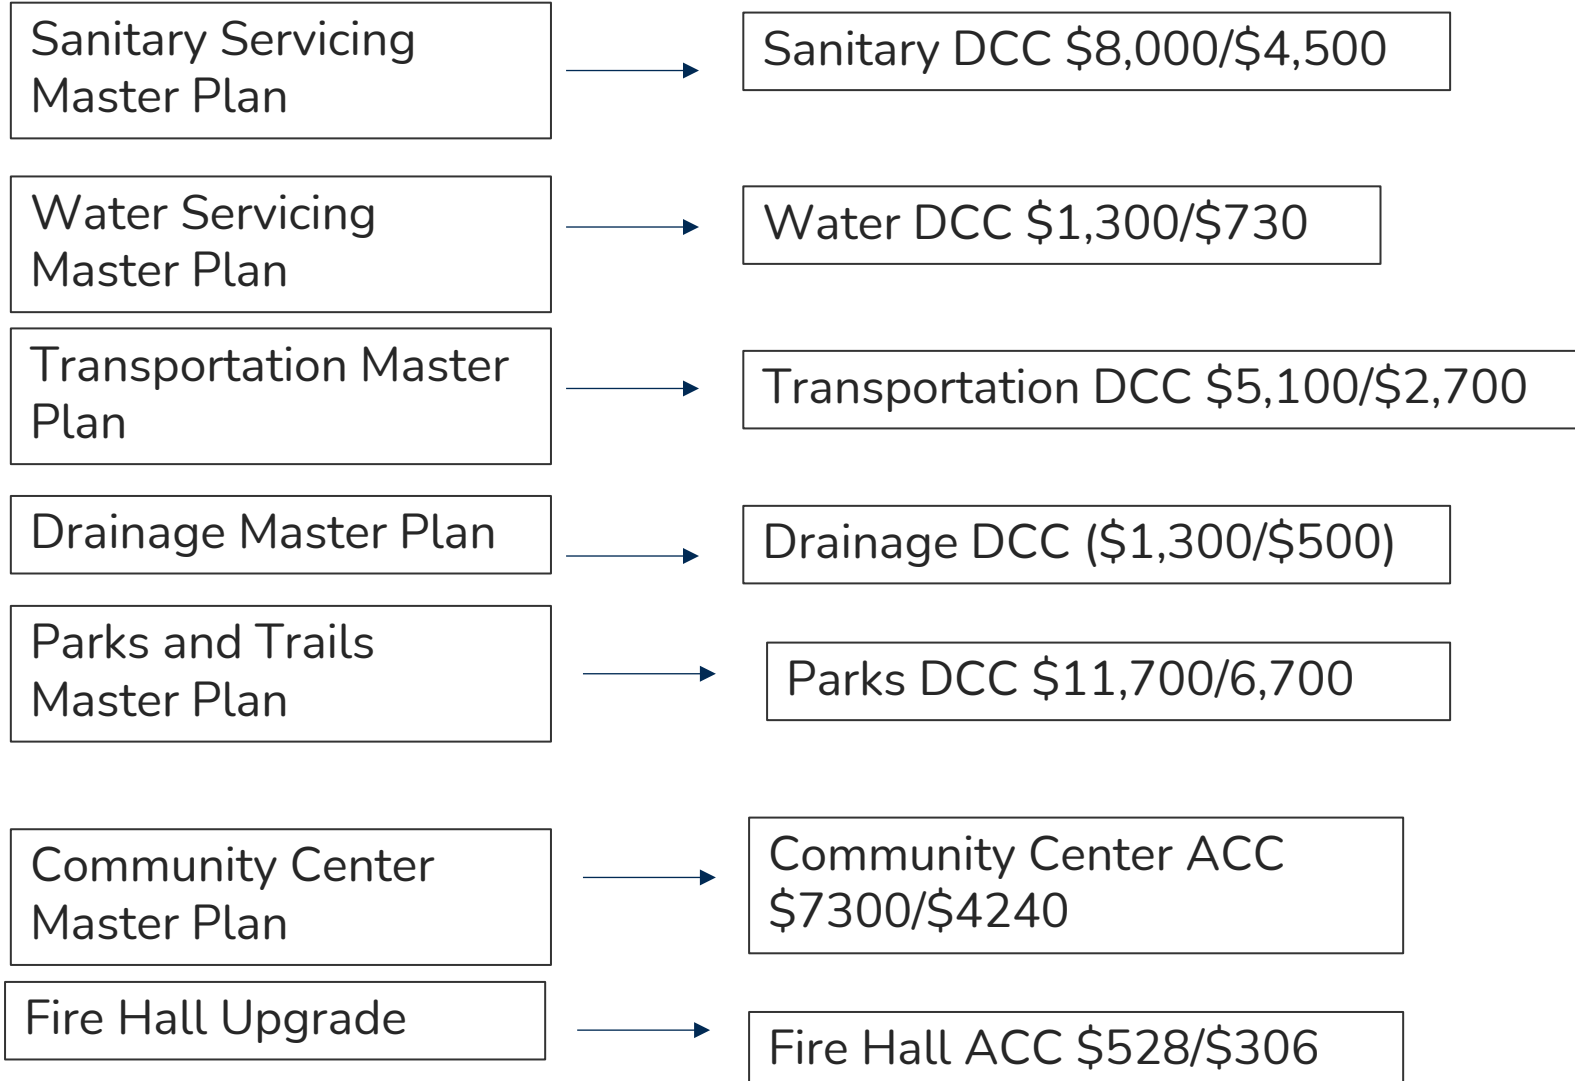 Sanitary Servicing
Master Plan
Sanitary DCC $8,000/$4,500
Water Servicing
Master Plan
Water DCC $1,300/$730
Transportation Master
Plan
Transportation DCC $5,100/$2,700
Drainage Master Plan
Drainage DCC ($1,300/$500)
Parks and Trails
Master Plan
Parks DCC $11,700/6,700
Community Center
Master Plan
Community Center ACC
$7300/$4240
Fire Hall Upgrade
Fire Hall ACC $528/$306